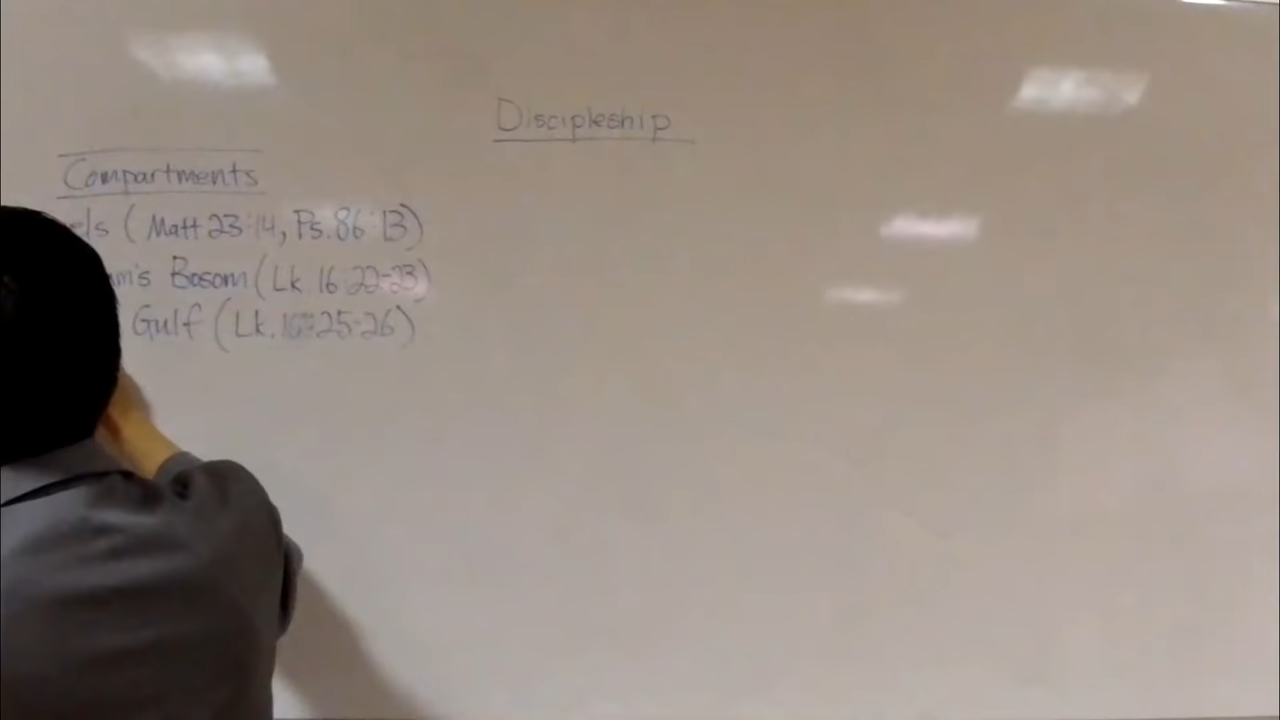 Discipleship
Compartments
els (Matt 23:14, Ps. 86:13)
am's Bosom (Lk. 16:22-23)
Gulf (Lk. 16:25-26)